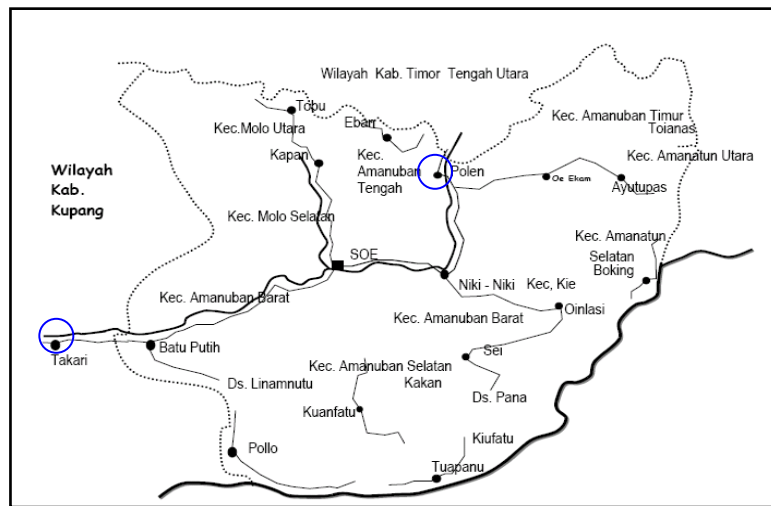 Wilayah Kab. Timor Tengah Utara
Tobu
Kec.Molo Utara
Eban
Kec. Amanuban Timur
Toianas
Kapan
Kec.
Amanuban
Tengah
Polen
Kec. Amanatun Utara
Oe Ekam
Ayutupas
Wilayah
Kab.
Kupang
Kec. Molo Selatan
Kec. Amanatun
Selatan
Boking
SOE
Niki - Niki
Kec, Kie
Oinlasi
Kec. Amanuban Barat
Kec. Amanuban Barat
Takari
Batu Putih
Sei
Kec. Amanuban Selatan
Kakan
Ds. Linamnutu
Ds. Pana
Kuanfatu
Pollo
Kiufatu
Tuapanu